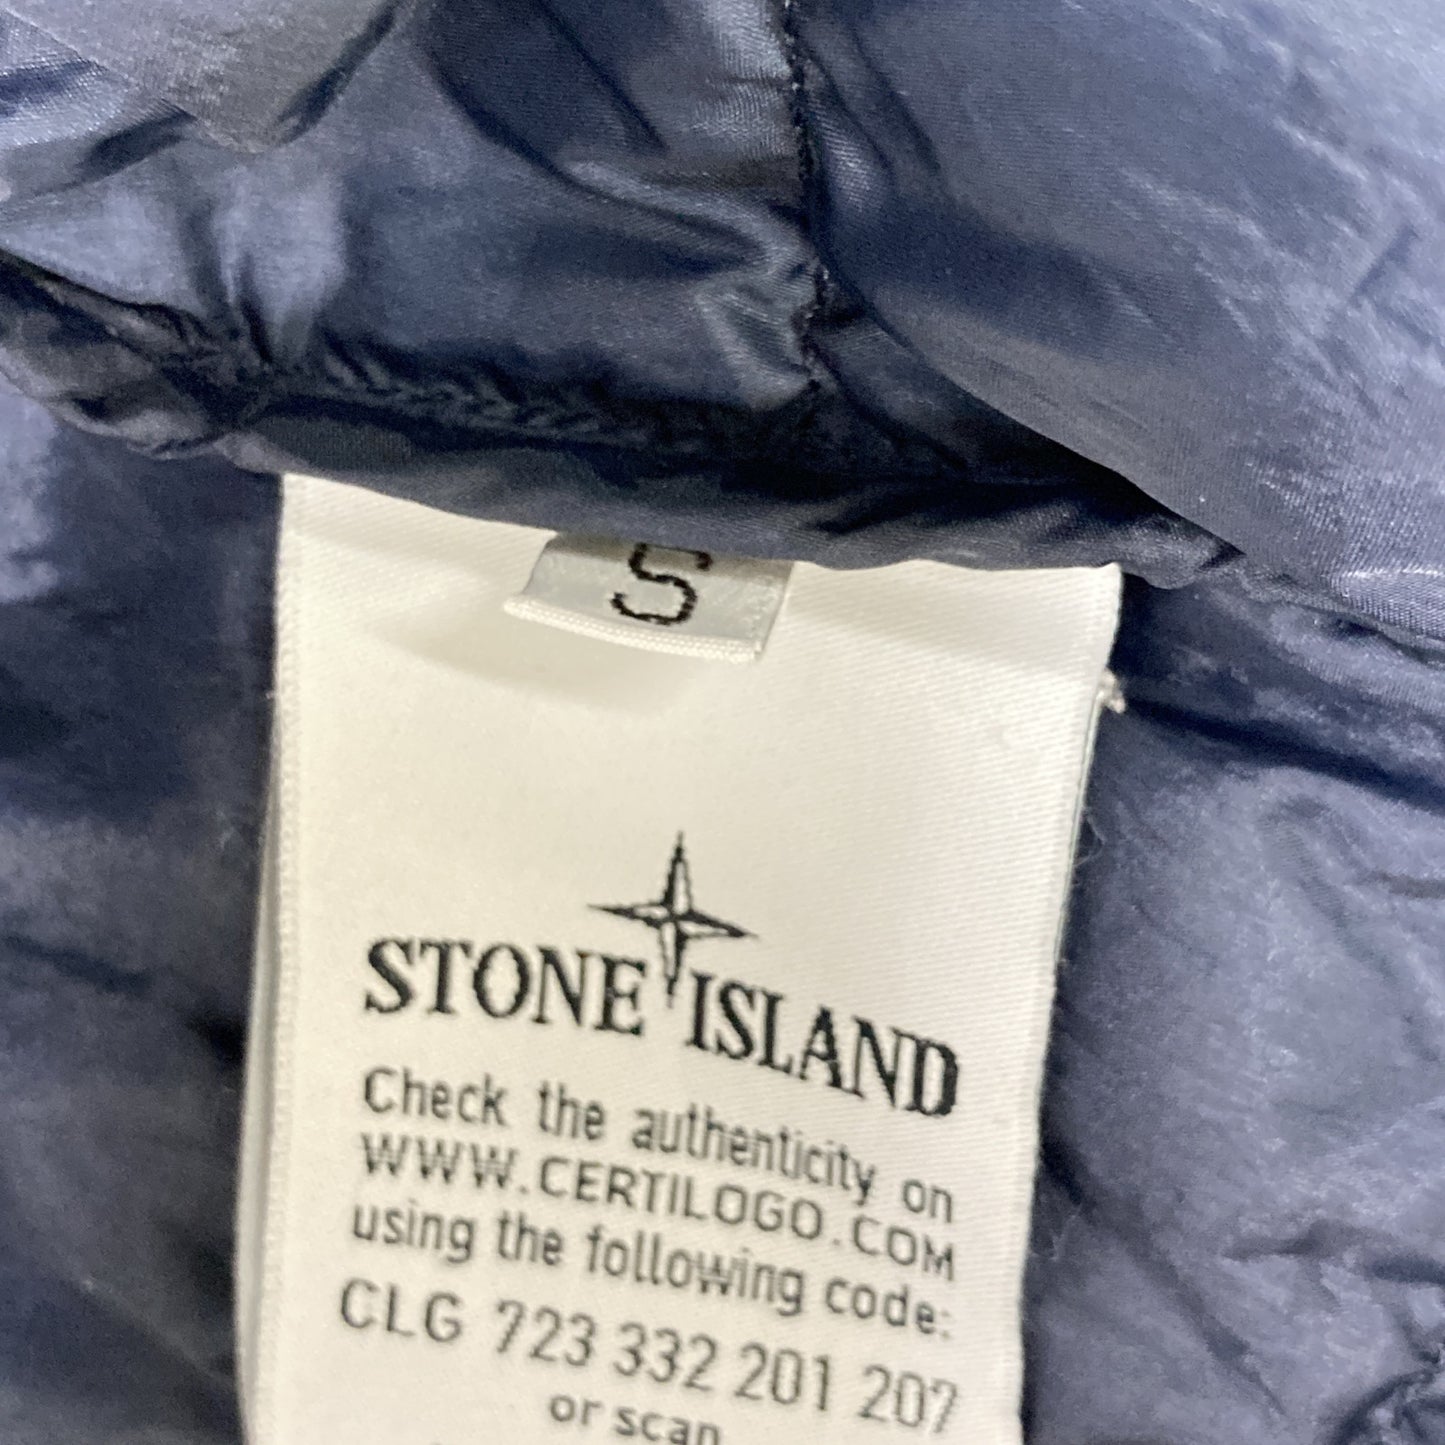 S
STONE ISLAND
Check the authenticity on
WWW.CERTILOGO.COM
using the following code:
CLG 723 332 201 207
or scan